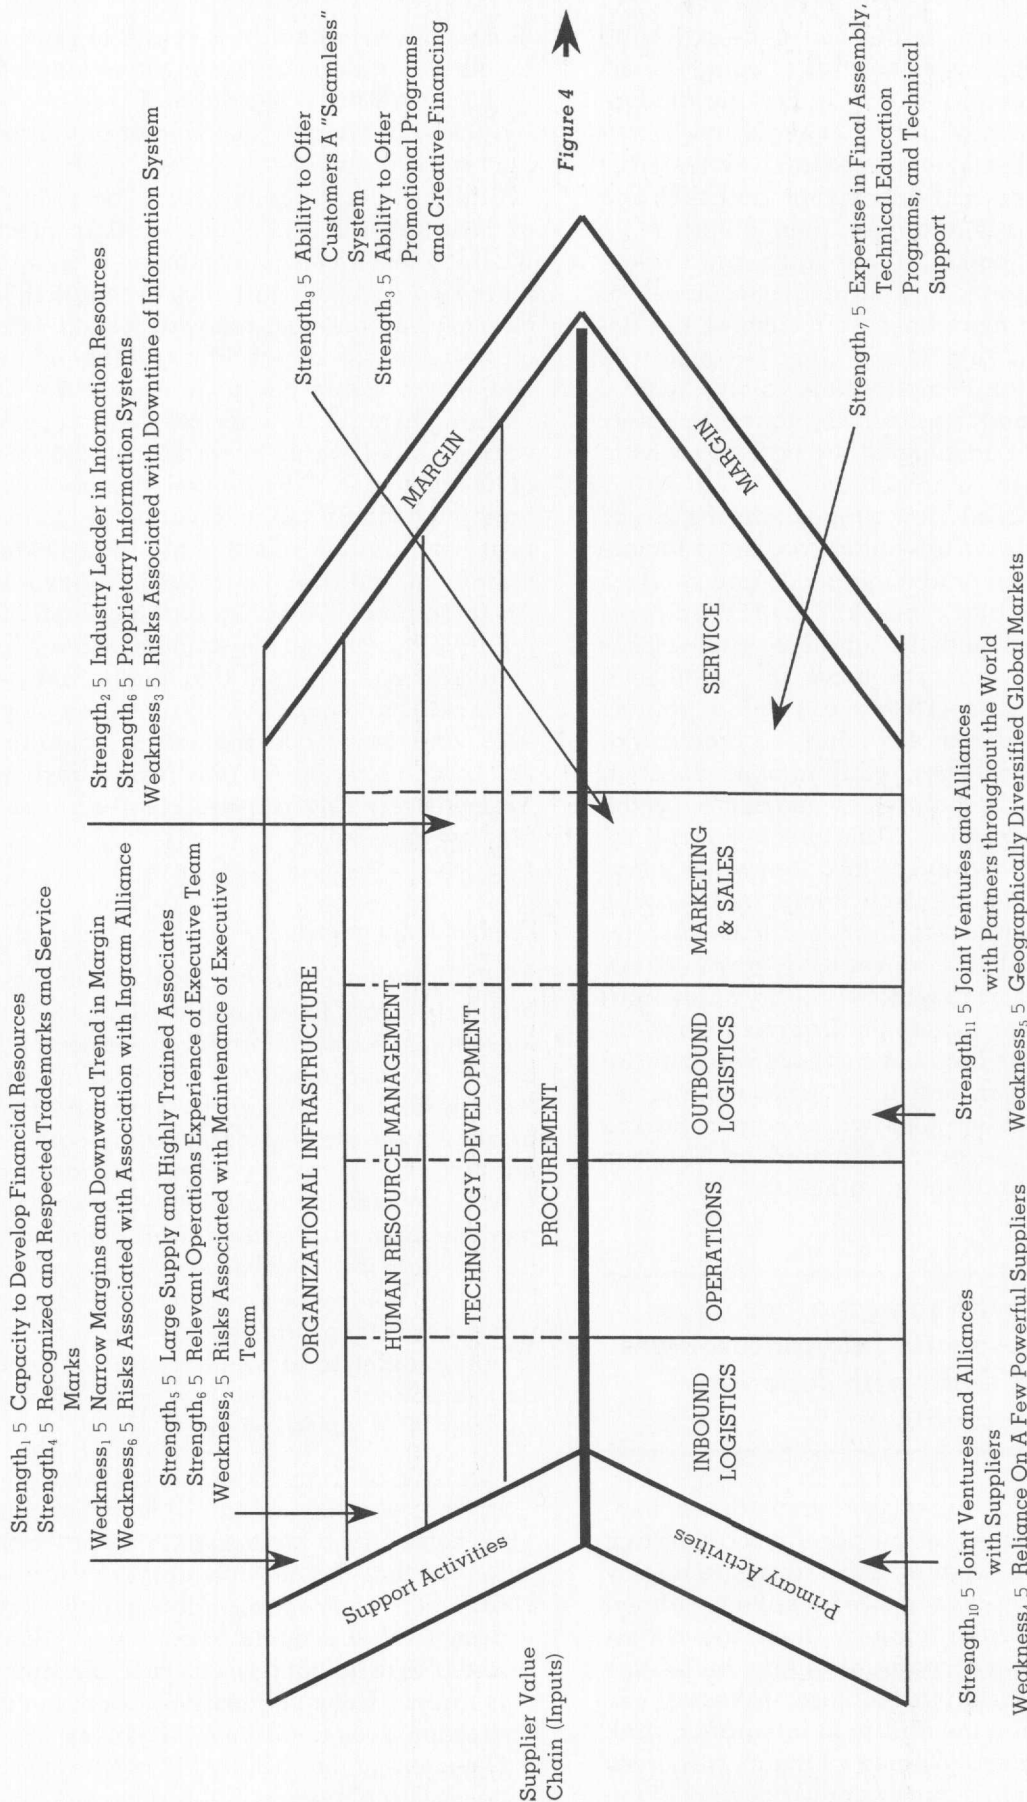 Strength₁ 5 Capacity to Develop Financial Resources
Strength₄ 5 Recognized and Respected Trademarks and Service
Marks
Weakness₁ 5 Narrow Margins and Downward Trend in Margin
Weakness₆ 5 Risks Associated with Association with Ingram Alliance
Strength₅ 5 Large Supply and Highly Trained Associates
Strength₆ 5 Relevant Operations Experience of Executive Team
Weakness₂ 5 Risks Associated with Maintenance of Executive
Team
Strength₂ 5 Industry Leader in Information Resources
Strength₆ 5 Proprietary Information Systems
Weakness₃ 5 Risks Associated with Downtime of Information System
Strength₉ 5 Ability to Offer
Customers A "Seamless"
System
Strength₃ 5 Ability to Offer
Promotional Programs
and Creative Financing
Support Activities
ORGANIZATIONAL INFRASTRUCTURE
HUMAN RESOURCE MANAGEMENT
TECHNOLOGY DEVELOPMENT
PROCUREMENT
MARGIN
Supplier Value
Chain (Inputs)
Figure 4
Primary Activities
INBOUND
LOGISTICS
OPERATIONS
OUTBOUND
LOGISTICS
MARKETING
& SALES
SERVICE
MARGIN
Strength₇ 5 Expertise in Final Assembly,
Technical Education
Programs, and Technical
Support
Strength₁₀ 5 Joint Ventures and Alliances
with Suppliers
Weakness₄ 5 Reliance On A Few Powerful Suppliers
Strength₁₁ 5 Joint Ventures and Alliances
with Partners throughout the World
Weakness₅ 5 Geographically Diversified Global Markets